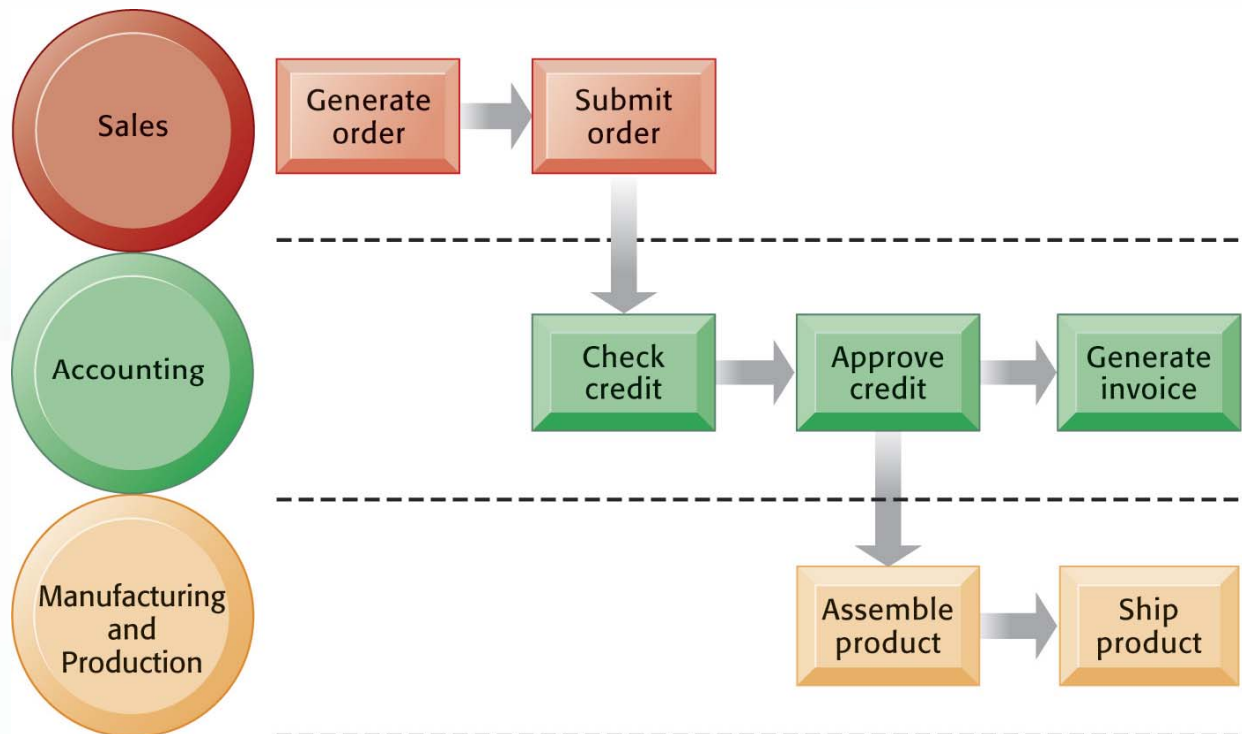 Sales
Generate
order
Submit
order
Accounting
Check
credit
Approve
credit
Generate
invoice
Manufacturing
and
Production
Assemble
product
Ship
product